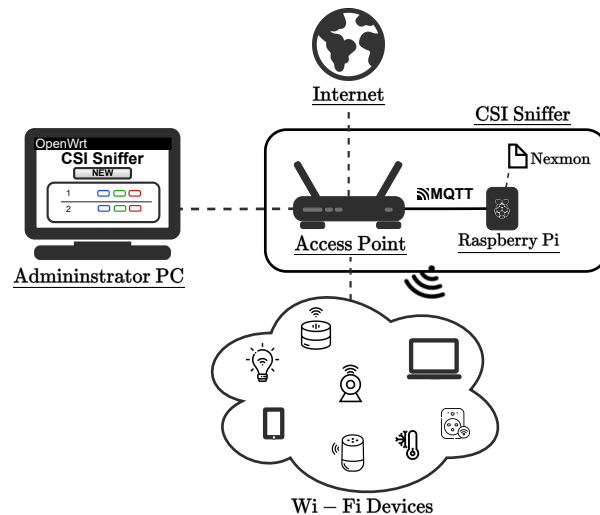 Internet
CSI Sniffer
OpenWrt
CSI Sniffer
NEW
1
2
Nexmon
MQTT
Access Point
Raspberry Pi
Admininstrator PC
Wi – Fi Devices